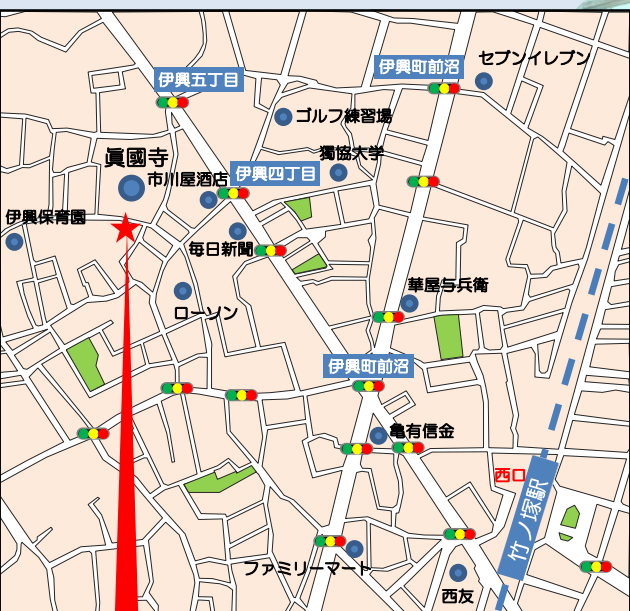 セブンイレブン
伊興町前沼
伊興五丁目
ゴルフ練習場
獨協大学
眞國寺
市川屋酒店
伊興四丁目
伊興保育園
毎日新聞
華屋与兵衛
ローソン
伊興町前沼
亀有信金
西口
竹ノ塚駅
ファミリーマート
西友